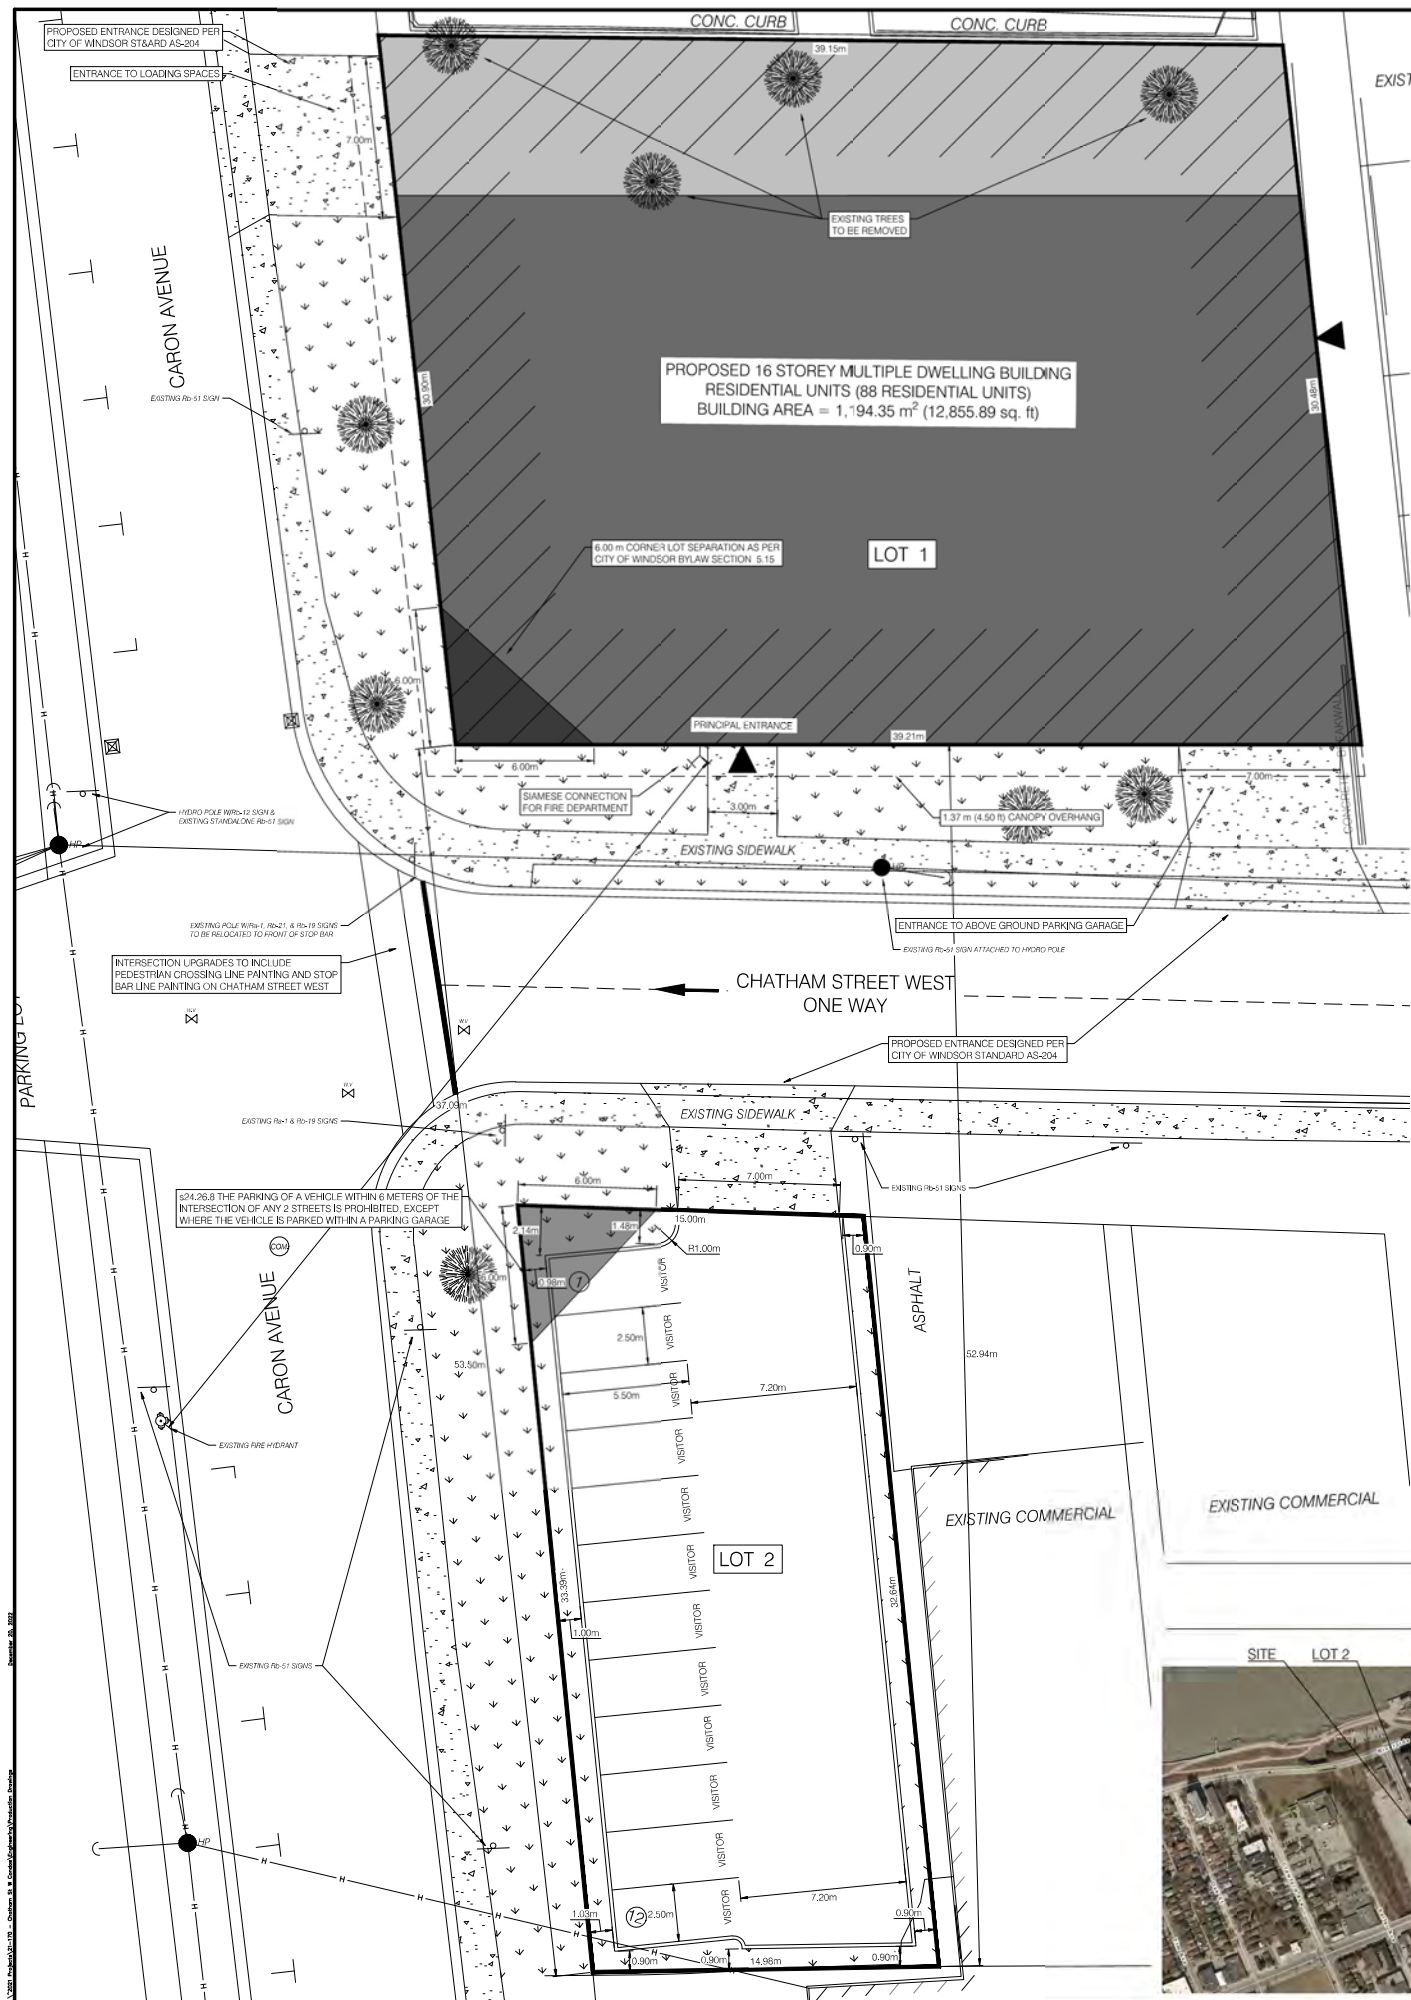 CONC. CURB
CONC. CURB
PROPOSED ENTRANCE DESIGNED PER
CITY OF WINDSOR ST&ARD AS-204
ENTRANCE TO LOADING SPACES
39.15m
EXIST
7.00m
EXISTING TREES
TO BE REMOVED
CARON AVENUE
EXISTING Rb-51 SIGN
30.90m
30.48m
PROPOSED 16 STOREY MULTIPLE DWELLING BUILDING
RESIDENTIAL UNITS (88 RESIDENTIAL UNITS)
BUILDING AREA = 1,194.35 m² (12,855.89 sq. ft)
6.00 m CORNER LOT SEPARATION AS PER
CITY OF WINDSOR BYLAW SECTION 5.15
LOT 1
6.00m
PRINCIPAL ENTRANCE
39.21m
6.00m
7.00m
SIAMESE CONNECTION
FOR FIRE DEPARTMENT
3.00m
1.37 m (4.50 ft) CANOPY OVERHANG
HYDRO POLE W/Rb-12 SIGN &
EXISTING STANDALONE Rb-51 SIGN
HP
EXISTING SIDEWALK
HP
EXISTING POLE W/Ra-1, Rb-21, & Rb-19 SIGNS
TO BE RELOCATED TO FRONT OF STOP BAR
ENTRANCE TO ABOVE GROUND PARKING GARAGE
EXISTING Rb-51 SIGN ATTACHED TO HYDRO POLE
INTERSECTION UPGRADES TO INCLUDE
PEDESTRIAN CROSSING LINE PAINTING AND STOP
BAR LINE PAINTING ON CHATHAM STREET WEST
CHATHAM STREET WEST
ONE WAY
PARKING LOT
PROPOSED ENTRANCE DESIGNED PER
CITY OF WINDSOR STANDARD AS-204
37.09m
EXISTING SIDEWALK
EXISTING Ra-1 & Rb-19 SIGNS
6.00m
7.00m
EXISTING Rb-51 SIGNS
s24.26.8 THE PARKING OF A VEHICLE WITHIN 6 METERS OF THE
INTERSECTION OF ANY 2 STREETS IS PROHIBITED, EXCEPT
WHERE THE VEHICLE IS PARKED WITHIN A PARKING GARAGE
2.14m
1.48m
15.00m
R1.00m
0.90m
COM.
6.00m
0.98m
1
VISITOR
CARON AVENUE
ASPHALT
2.50m
VISITOR
53.50m
52.94m
5.50m
VISITOR
7.20m
EXISTING FIRE HYDRANT
VISITOR
VISITOR
EXISTING COMMERCIAL
EXISTING COMMERCIAL
LOT 2
VISITOR
33.39m
32.64m
VISITOR
1.00m
EXISTING Rb-51 SIGNS
VISITOR
SITE
LOT 2
VISITOR
VISITOR
HP
VISITOR
7.20m
1.03m
12
2.50m
VISITOR
0.90m
0.90m
0.90m
14.98m
0.90m
December 20, 2022